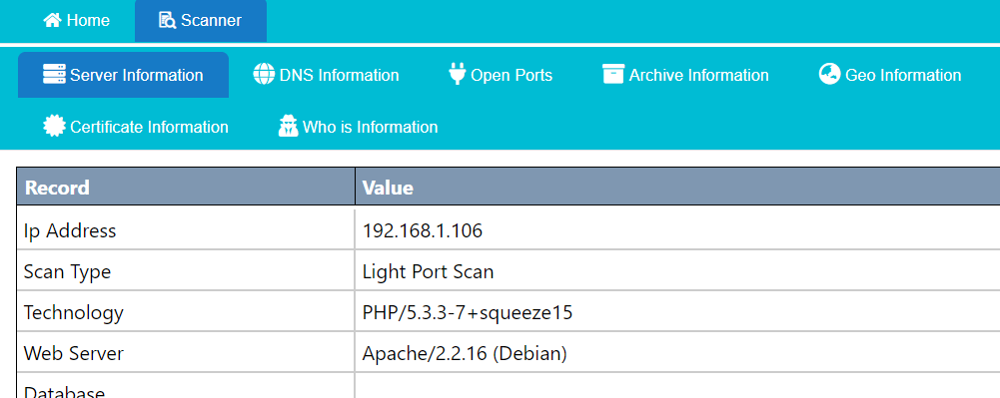 Home Scanner
Server Information DNS Information Open Ports Archive Information Geo Information
Certificate Information Who is Information
Record Value
Ip Address 192.168.1.106
Scan Type Light Port Scan
Technology PHP/5.3.3-7+squeeze15
Web Server Apache/2.2.16 (Debian)
Database